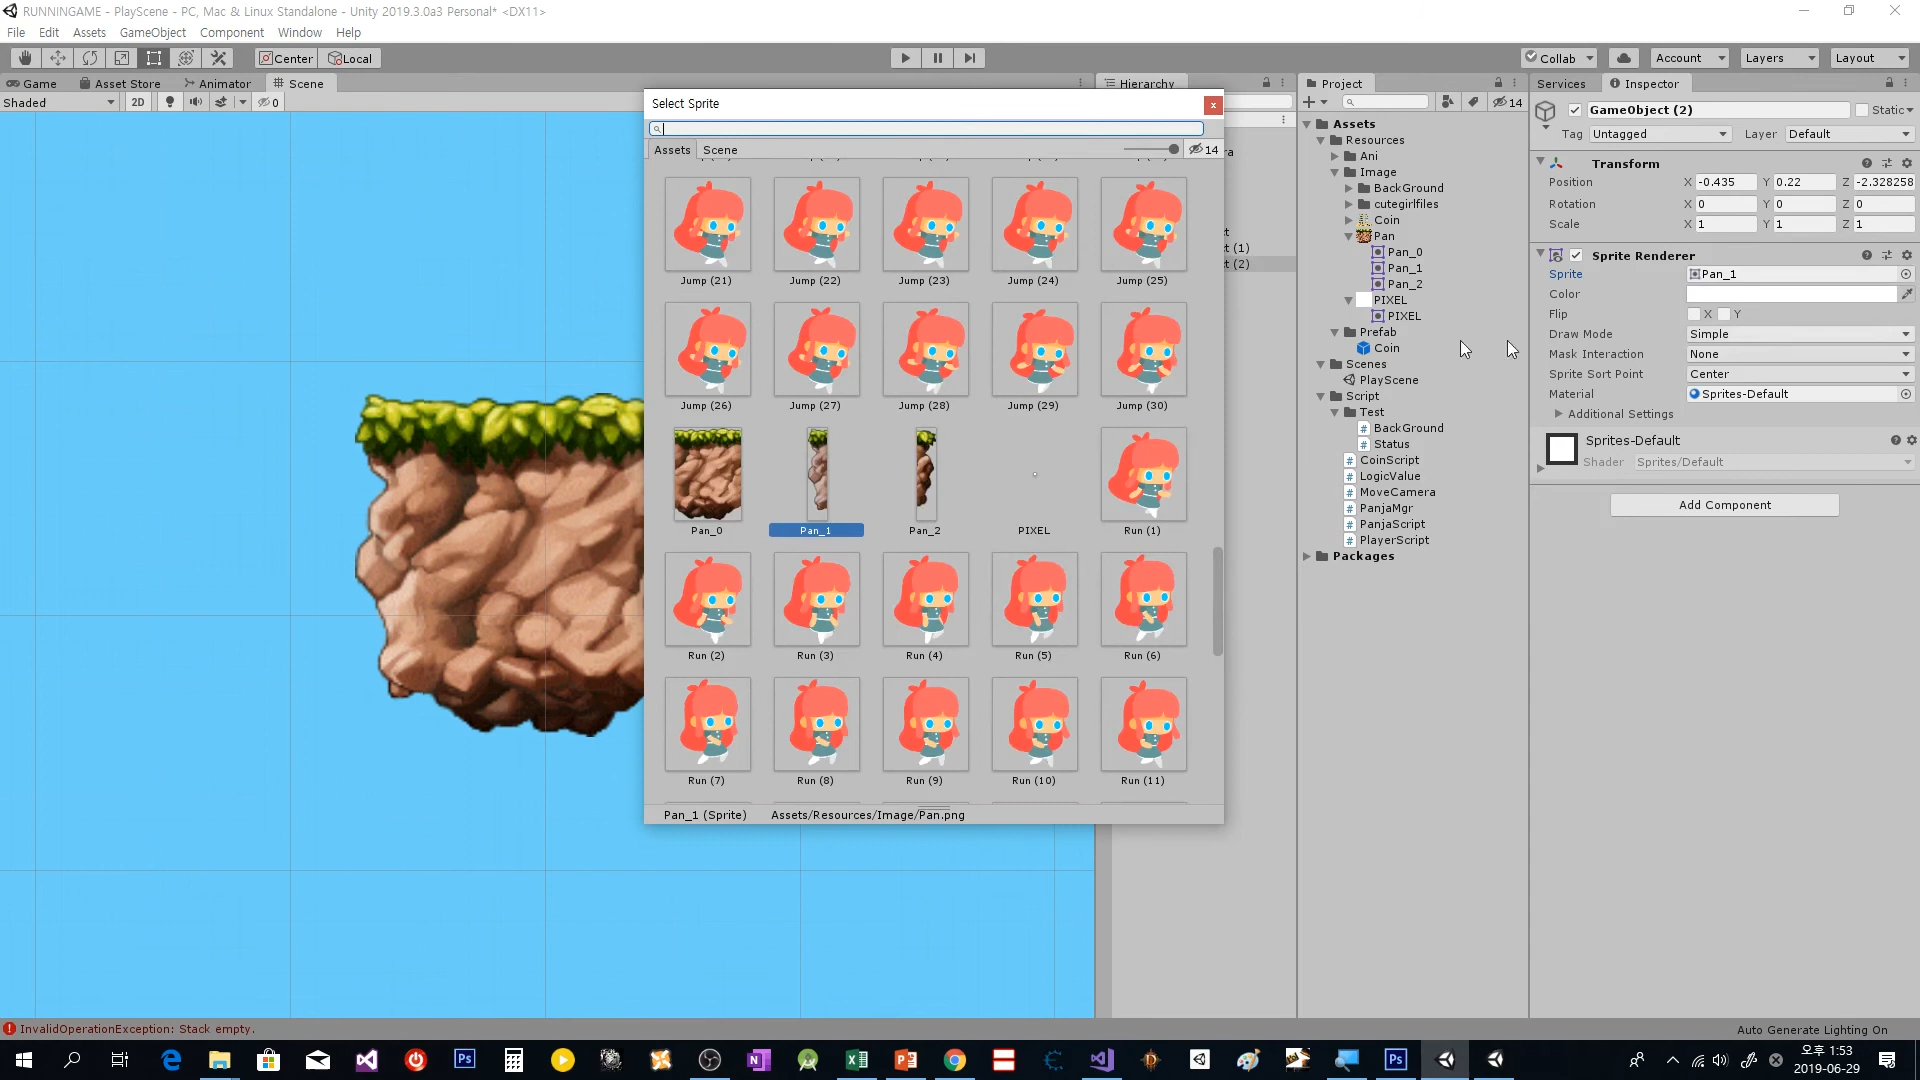 RUNNINGAME - PlayScene - PC, Mac & Linux Standalone - Unity 2019.3.0a3 Personal* <DX11>
File Edit Assets GameObject Component Window Help
Center Local Collab Account Layers Layout
Game Asset Store Animator Scene Hierarchy Project Services Inspector
Shaded 2D 0 14
Select Sprite
Assets Scene 14
Jump (21) Jump (22) Jump (23) Jump (24) Jump (25)
Jump (26) Jump (27) Jump (28) Jump (29) Jump (30)
Pan_0 Pan_1 Pan_2 PIXEL Run (1)
Run (2) Run (3) Run (4) Run (5) Run (6)
Run (7) Run (8) Run (9) Run (10) Run (11)
Pan_1 (Sprite) Assets/Resources/Image/Pan.png
(1)
(2)
Assets
Resources
Ani
Image
BackGround
cutegirlfiles
Coin
Pan
Pan_0
Pan_1
Pan_2
PIXEL
PIXEL
Prefab
Coin
Scenes
PlayScene
Script
Test
BackGround
Status
CoinScript
LogicValue
MoveCamera
PanjaMgr
PanjaScript
PlayerScript
Packages
GameObject (2) Static
Tag Untagged Layer Default
Transform
Position X -0.435 Y 0.22 Z -2.328258
Rotation X 0 Y 0 Z 0
Scale X 1 Y 1 Z 1
Sprite Renderer
Sprite Pan_1
Color
Flip X Y
Draw Mode Simple
Mask Interaction None
Sprite Sort Point Center
Material Sprites-Default
Additional Settings
Sprites-Default
Shader Sprites/Default
Add Component
InvalidOperationException: Stack empty.
Auto Generate Lighting On
오후 1:53
2019-06-29